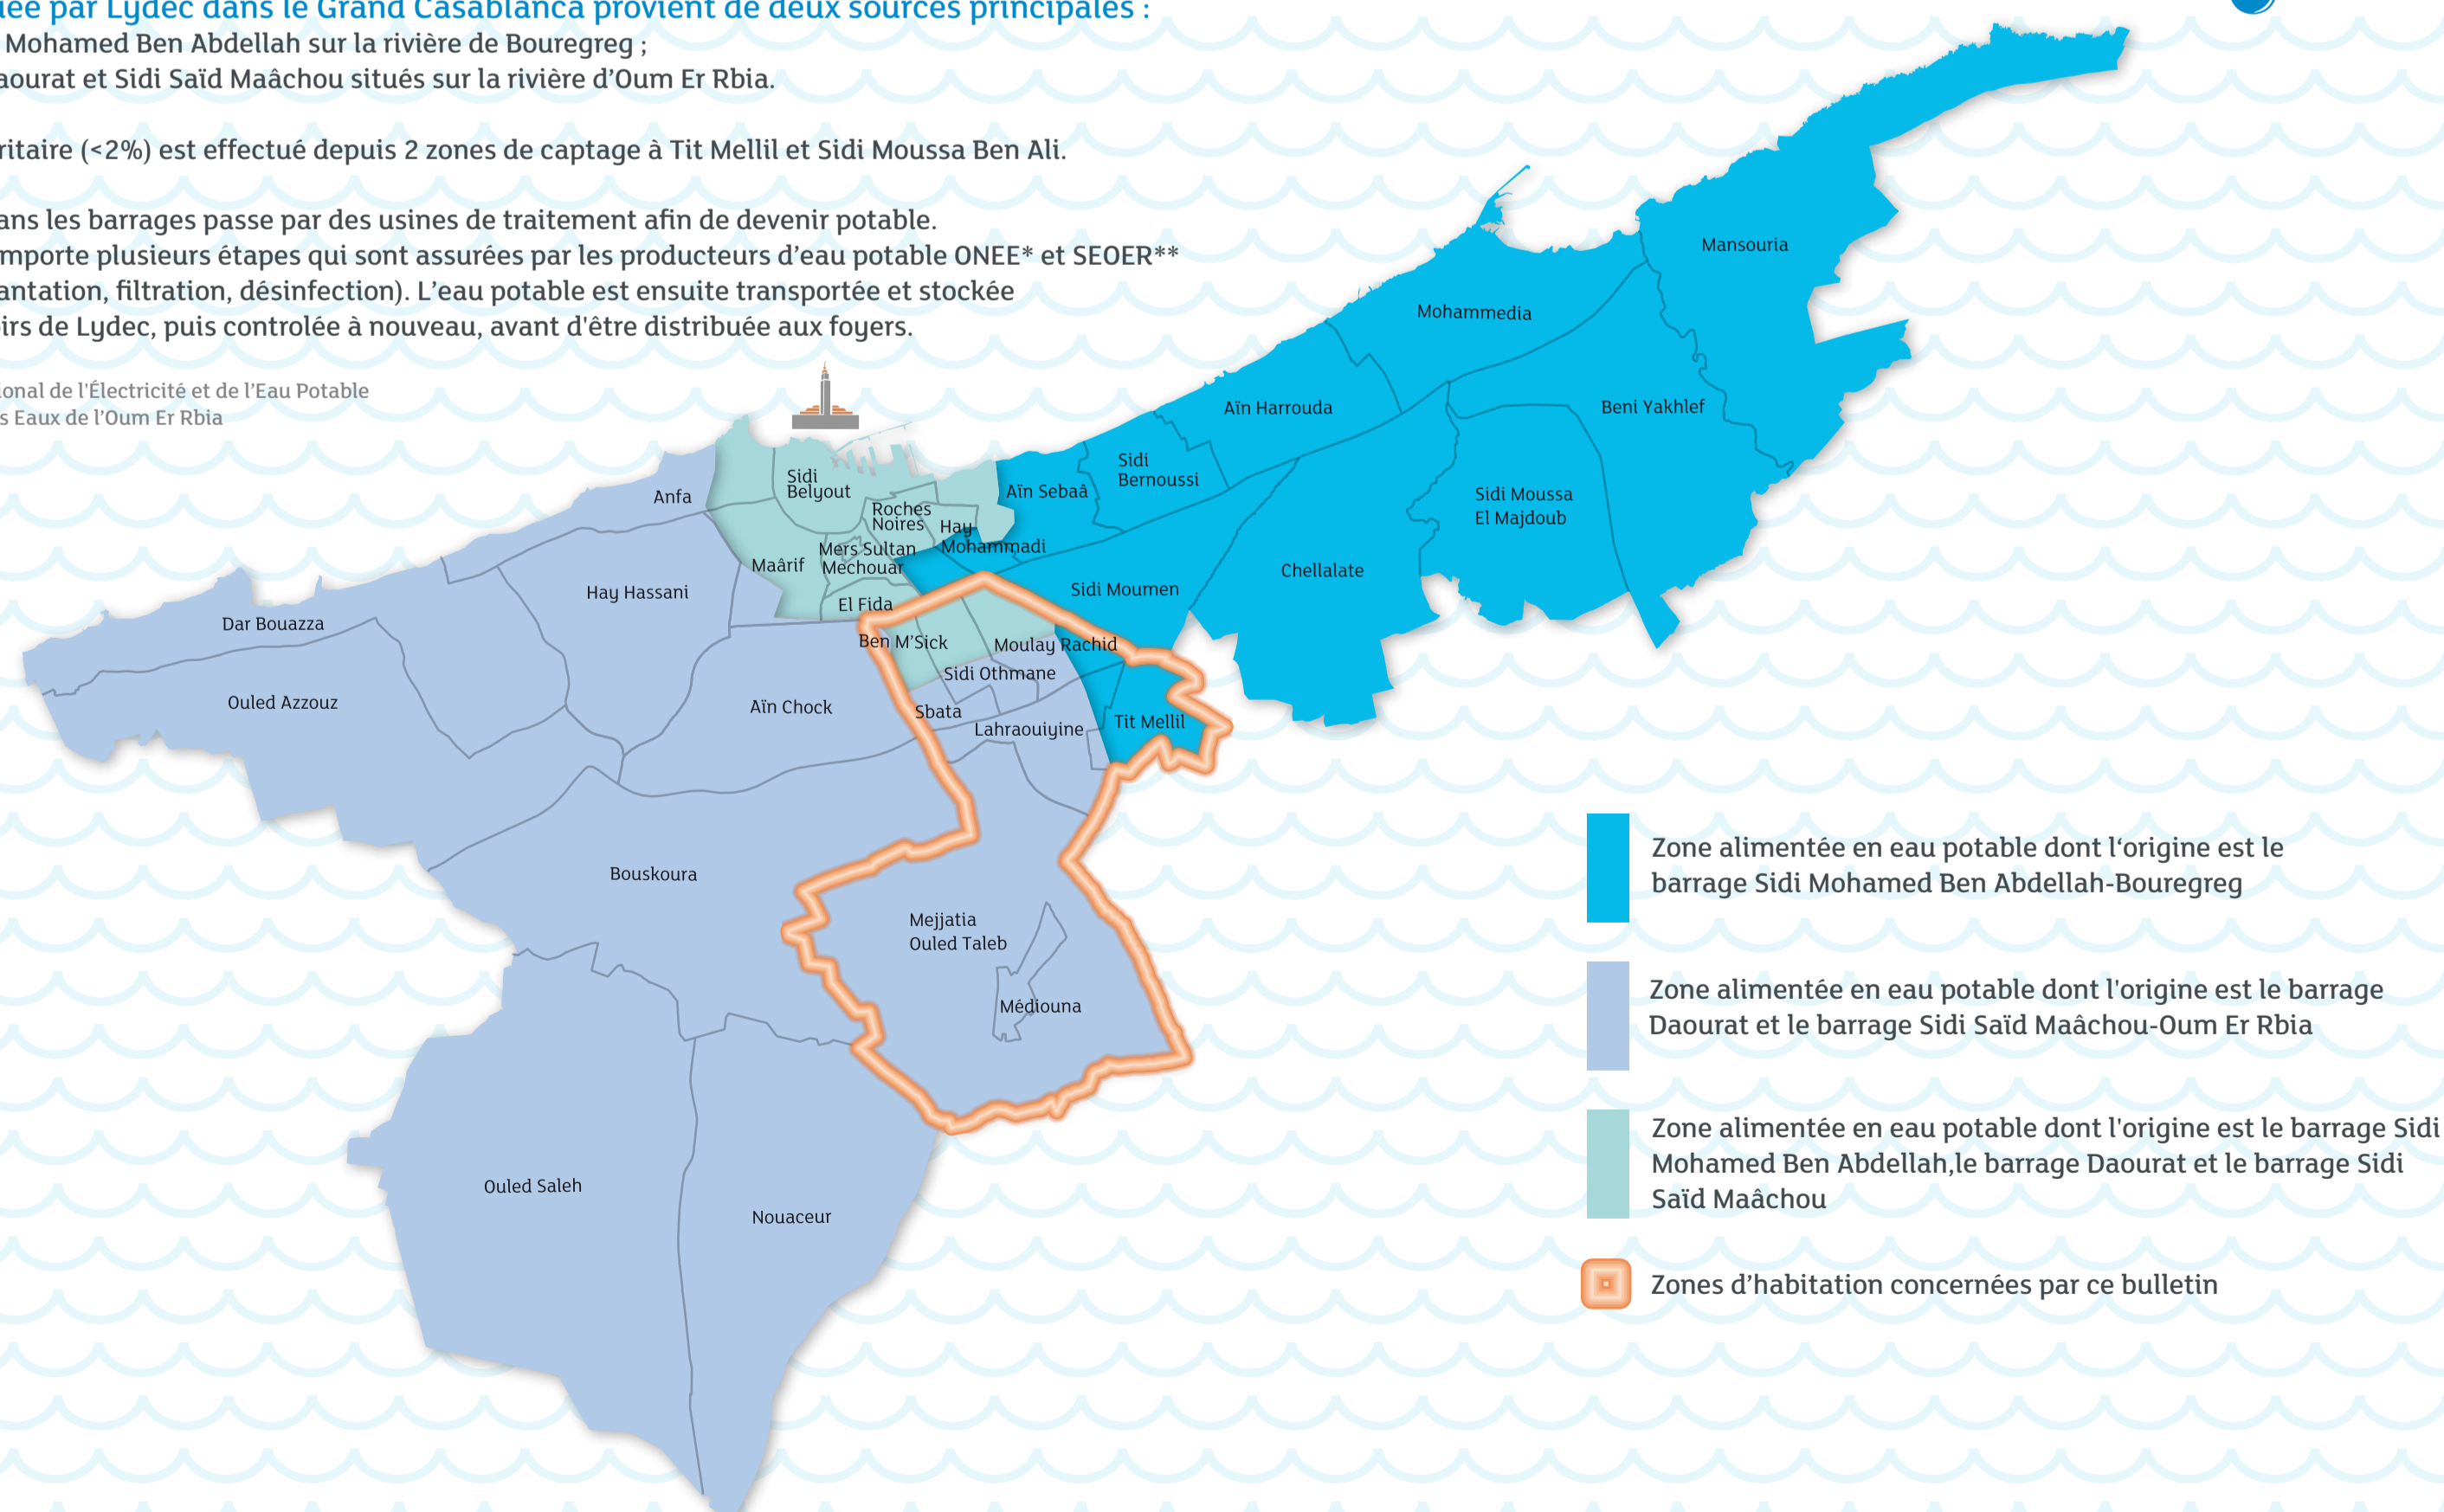 par Lydec dans le Grand Casablanca provient de deux sources principales :
Mohamed Ben Abdellah sur la rivière de Bouregreg ;
aourat et Sidi Saïd Maâchou situés sur la rivière d’Oum Er Rbia.
ritaire (<2%) est effectué depuis 2 zones de captage à Tit Mellil et Sidi Moussa Ben Ali.
ans les barrages passe par des usines de traitement afin de devenir potable.
mporte plusieurs étapes qui sont assurées par les producteurs d’eau potable ONEE* et SEOER**
antation, filtration, désinfection). L’eau potable est ensuite transportée et stockée
irs de Lydec, puis controlée à nouveau, avant d'être distribuée aux foyers.
ional de l'Électricité et de l’Eau Potable
s Eaux de l’Oum Er Rbia
Mansouria
Mohammedia
Aïn Harrouda
Beni Yakhlef
Sidi
Bernoussi
Aïn Sebaâ
Sidi Moussa
El Majdoub
Anfa
Sidi
Belyout
Roches
Noires
Hay
Mohammadi
Mers Sultan
Mechouar
Maârif
Chellalate
Sidi Moumen
Hay Hassani
El Fida
Dar Bouazza
Ben M’Sick
Moulay Rachid
Sidi Othmane
Ouled Azzouz
Aïn Chock
Sbata
Lahraouiyine
Tit Mellil
Bouskoura
Mejjatia
Ouled Taleb
Médiouna
Ouled Saleh
Nouaceur
Zone alimentée en eau potable dont l‘origine est le
barrage Sidi Mohamed Ben Abdellah-Bouregreg
Zone alimentée en eau potable dont l'origine est le barrage
Daourat et le barrage Sidi Saïd Maâchou-Oum Er Rbia
Zone alimentée en eau potable dont l'origine est le barrage Sidi
Mohamed Ben Abdellah,le barrage Daourat et le barrage Sidi
Saïd Maâchou
Zones d’habitation concernées par ce bulletin